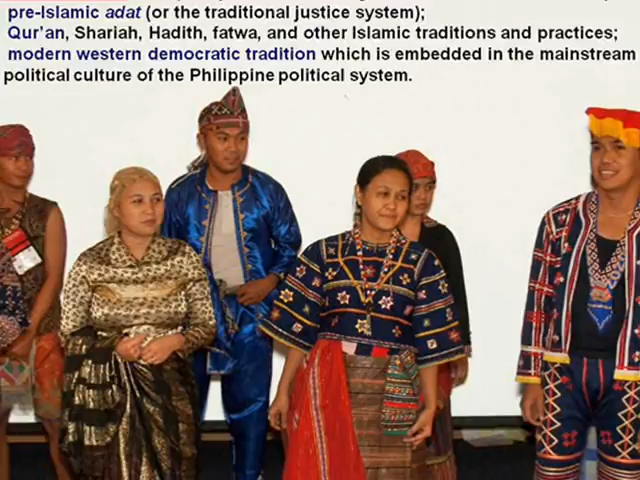 pre-Islamic adat (or the traditional justice system);
Qur'an, Shariah, Hadith, fatwa, and other Islamic traditions and practices;
modern western democratic tradition which is embedded in the mainstream
political culture of the Philippine political system.